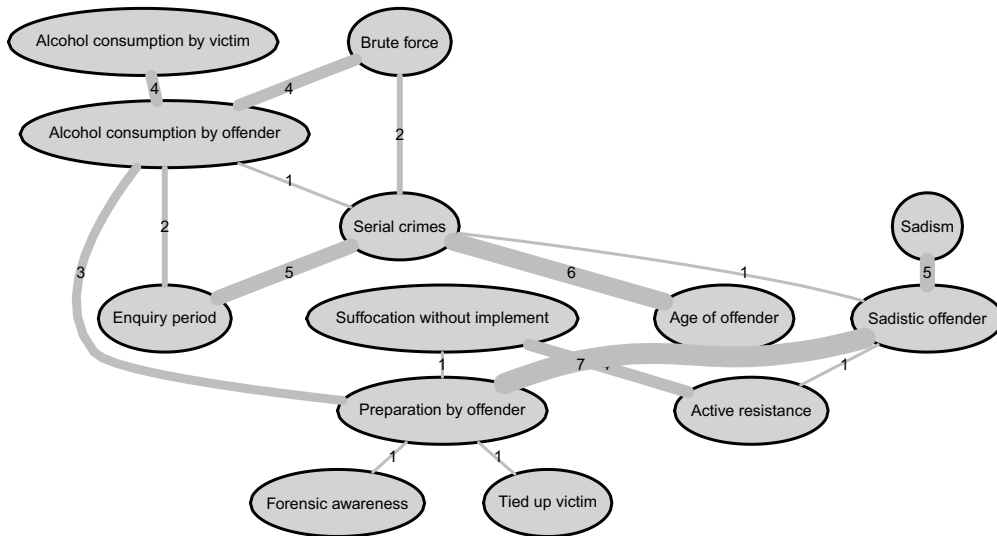 Alcohol consumption by victim
Brute force
4
4
Alcohol consumption by offender
2
1
2
Serial crimes
Sadism
3
5
6
1
5
Enquiry period
Suffocation without implement
Age of offender
Sadistic offender
1
7
1
Preparation by offender
Active resistance
1
1
Forensic awareness
Tied up victim